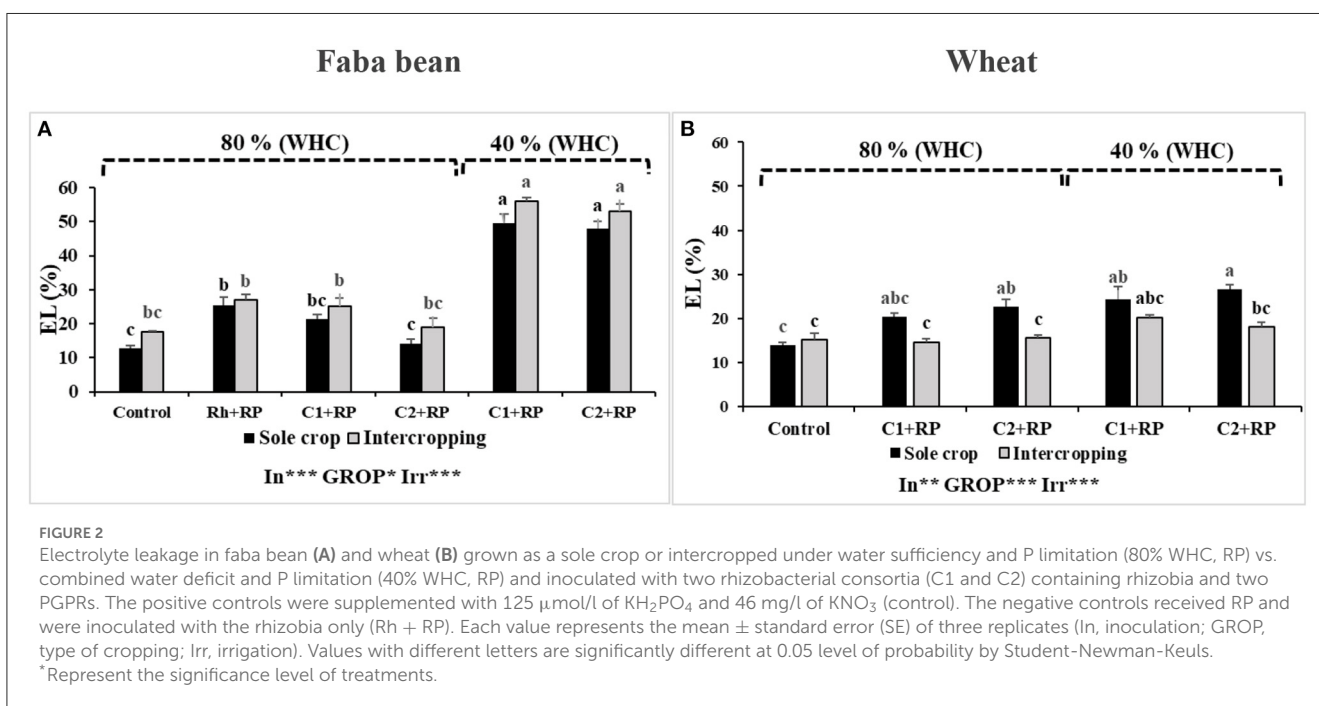 Faba bean
Wheat
A
80 % (WHC)
40 % (WHC)
60
50
40
30
20
10
0
EL (%)
c
bc
b
b
bc
b
c
bc
a
a
a
a
Control
Rh+RP
C1+RP
C2+RP
C1+RP
C2+RP
Sole crop
Intercropping
In*** GROP* Irr***
B
80 % (WHC)
40 % (WHC)
60
50
40
30
20
10
0
EL (%)
c
c
abc
c
ab
c
ab
abc
a
bc
Control
C1+RP
C2+RP
C1+RP
C2+RP
Sole crop
Intercropping
In** GROP*** Irr***
FIGURE 2
Electrolyte leakage in faba bean (A) and wheat (B) grown as a sole crop or intercropped under water sufficiency and P limitation (80% WHC, RP) vs.
combined water deficit and P limitation (40% WHC, RP) and inoculated with two rhizobacterial consortia (C1 and C2) containing rhizobia and two
PGPRs. The positive controls were supplemented with 125 μmol/l of KH₂PO₄ and 46 mg/l of KNO₃ (control). The negative controls received RP and
were inoculated with the rhizobia only (Rh + RP). Each value represents the mean ± standard error (SE) of three replicates (In, inoculation; GROP,
type of cropping; Irr, irrigation). Values with different letters are significantly different at 0.05 level of probability by Student-Newman-Keuls.
*Represent the significance level of treatments.